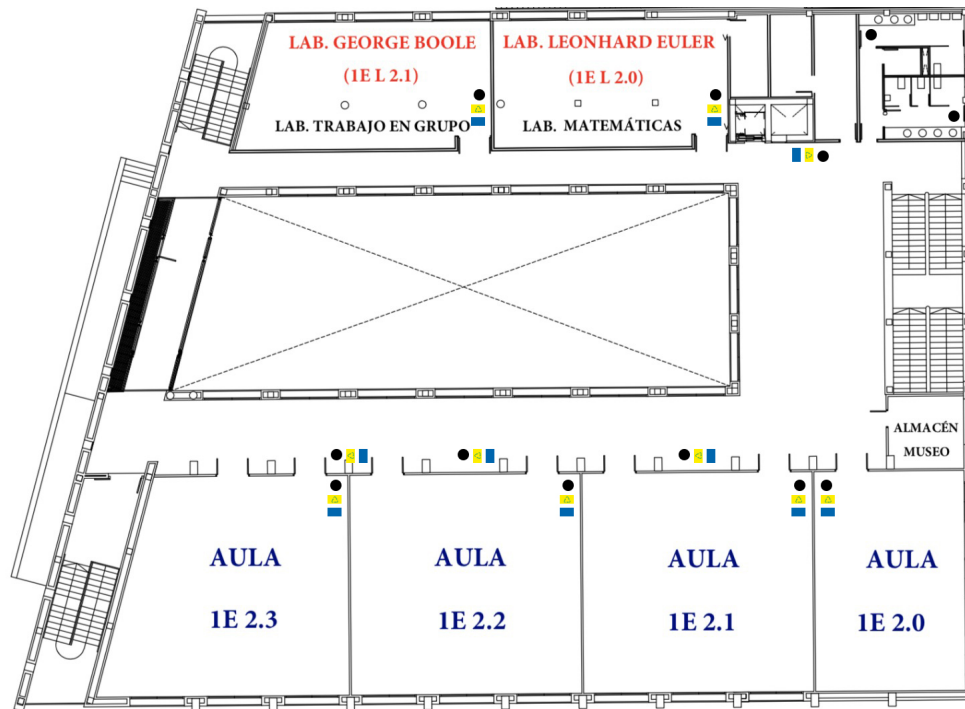 LAB. GEORGE BOOLE
(1E L 2.1)
LAB. TRABAJO EN GRUPO
LAB. LEONHARD EULER
(1E L 2.0)
LAB. MATEMÁTICAS
ALMACÉN
MUSEO
AULA
1E 2.3
AULA
1E 2.2
AULA
1E 2.1
AULA
1E 2.0